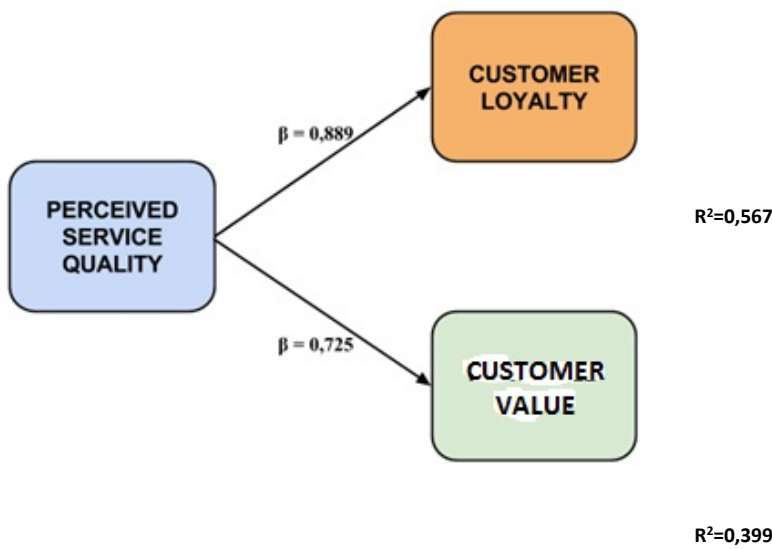 CUSTOMER
LOYALTY
β = 0,889
PERCEIVED
SERVICE
QUALITY
R²=0,567
β = 0,725
CUSTOMER
VALUE
R²=0,399